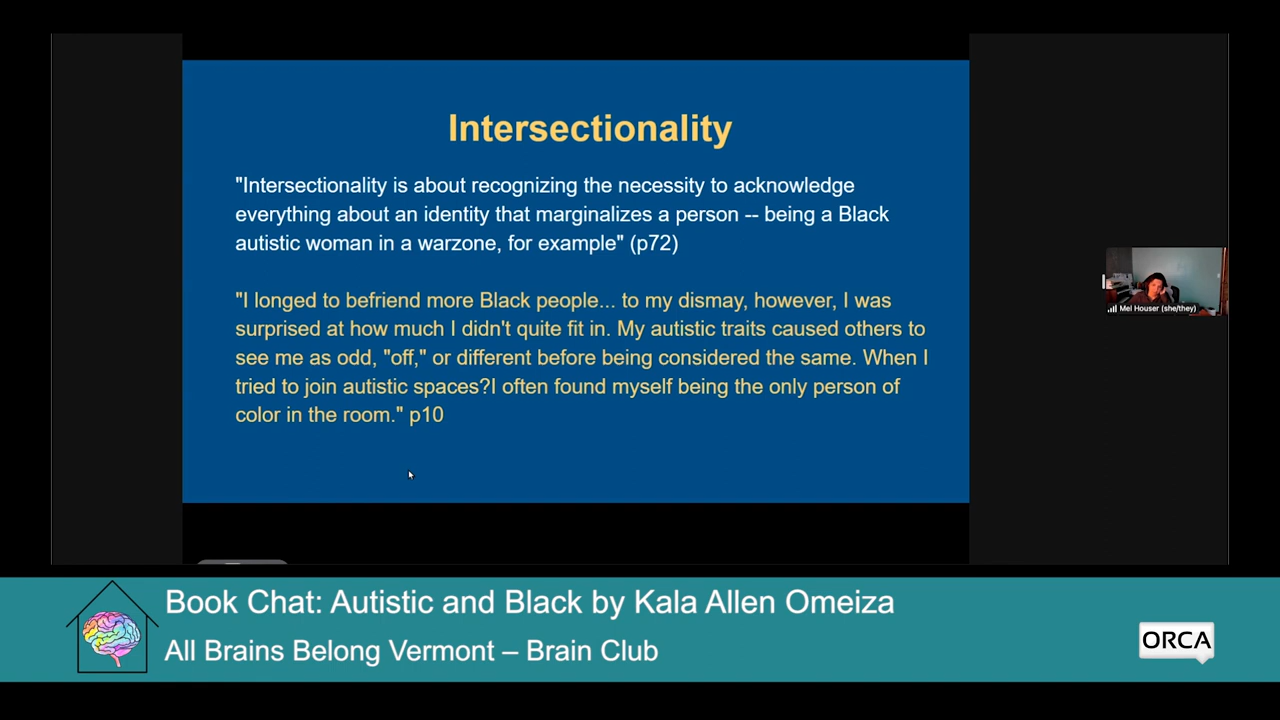 Intersectionality
"Intersectionality is about recognizing the necessity to acknowledge
everything about an identity that marginalizes a person -- being a Black
autistic woman in a warzone, for example" (p72)
"I longed to befriend more Black people... to my dismay, however, I was
surprised at how much I didn't quite fit in. My autistic traits caused others to
see me as odd, "off," or different before being considered the same. When I
tried to join autistic spaces?I often found myself being the only person of
color in the room." p10
Mel Houser (she/they)
Book Chat: Autistic and Black by Kala Allen Omeiza
All Brains Belong Vermont – Brain Club
ORCA